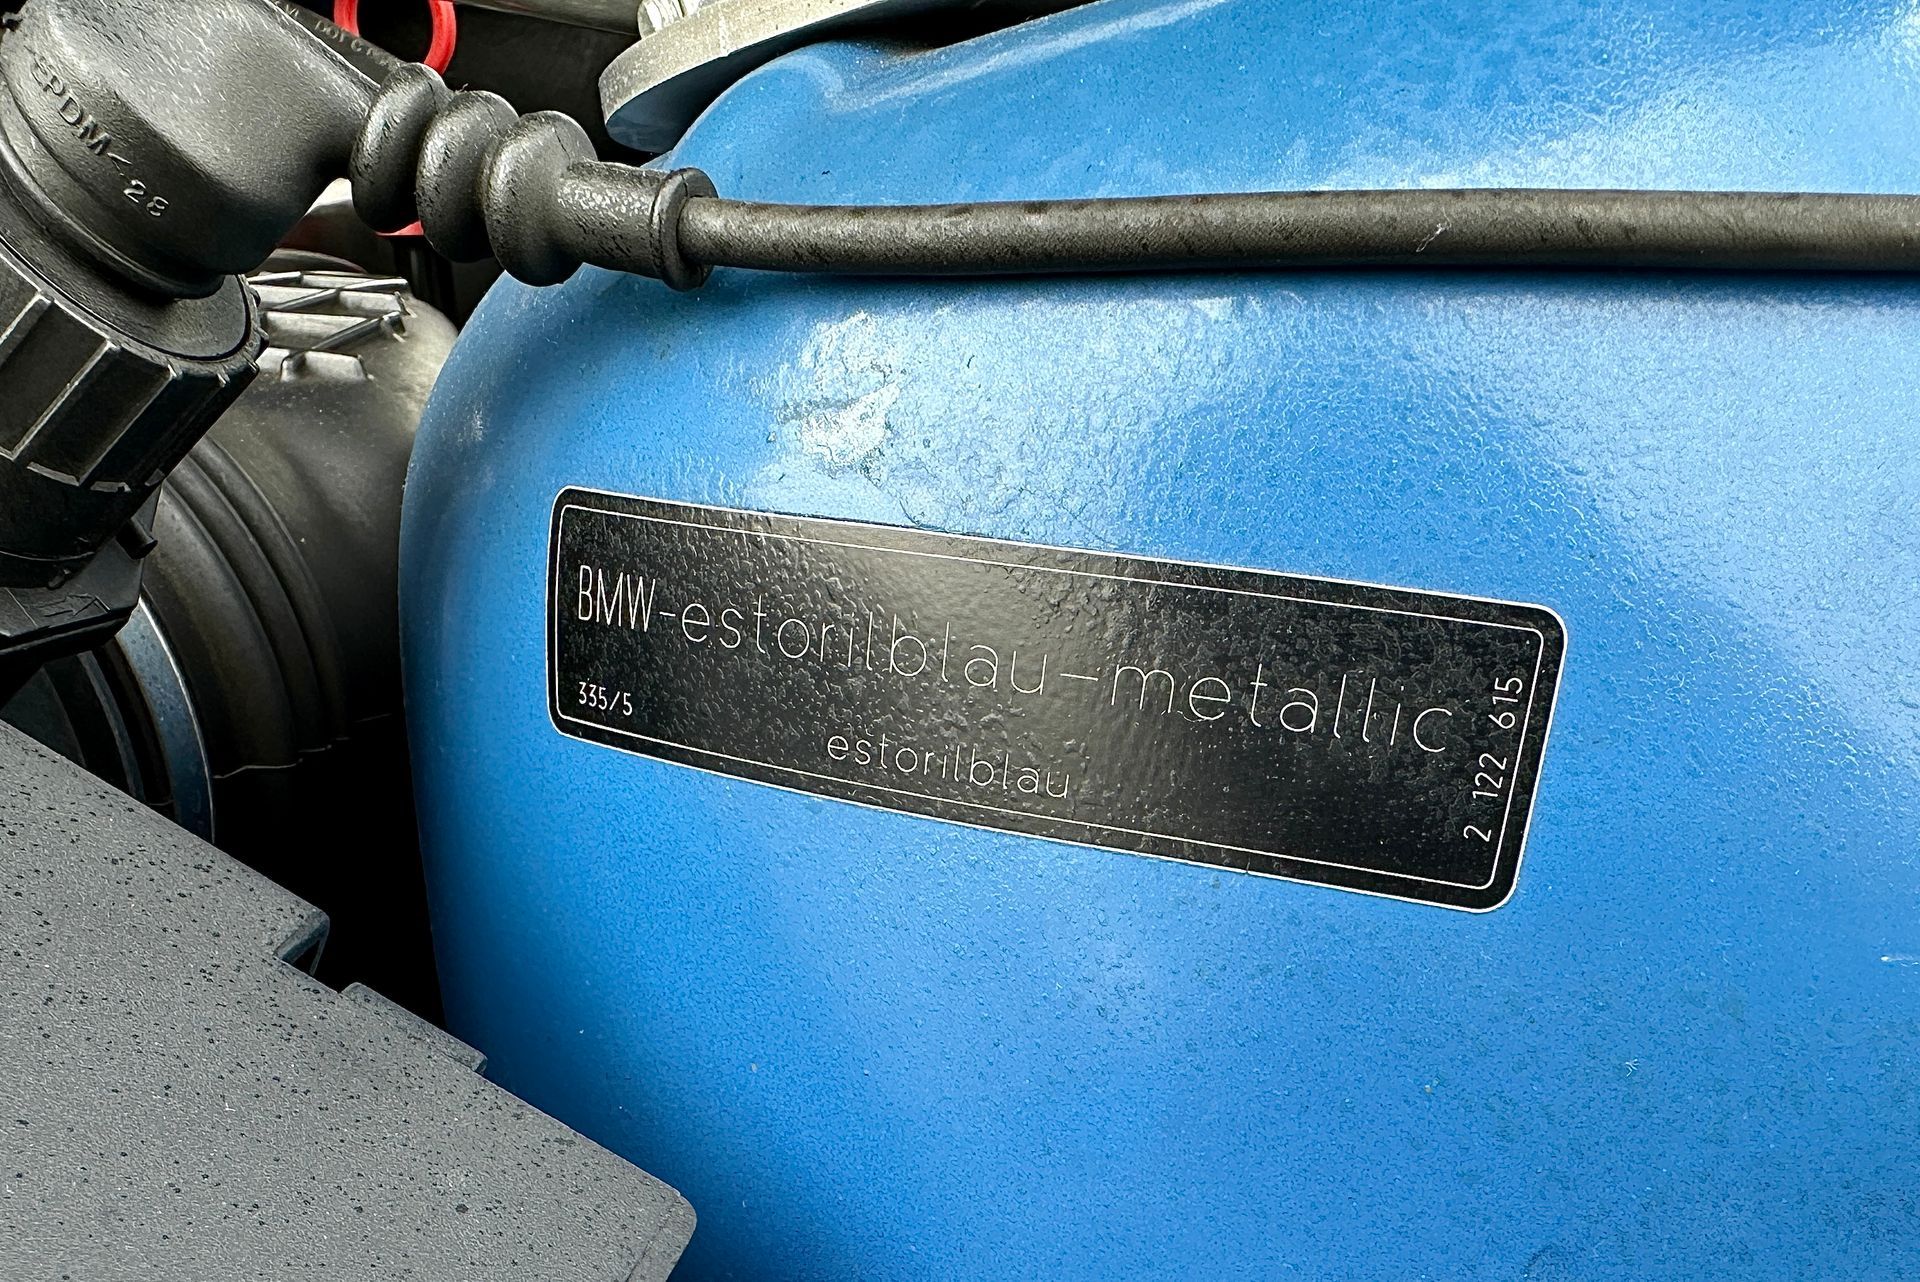 EPDM<
28
BMW-estorilblau-metallic
335/5
estorilblau
2 122 615